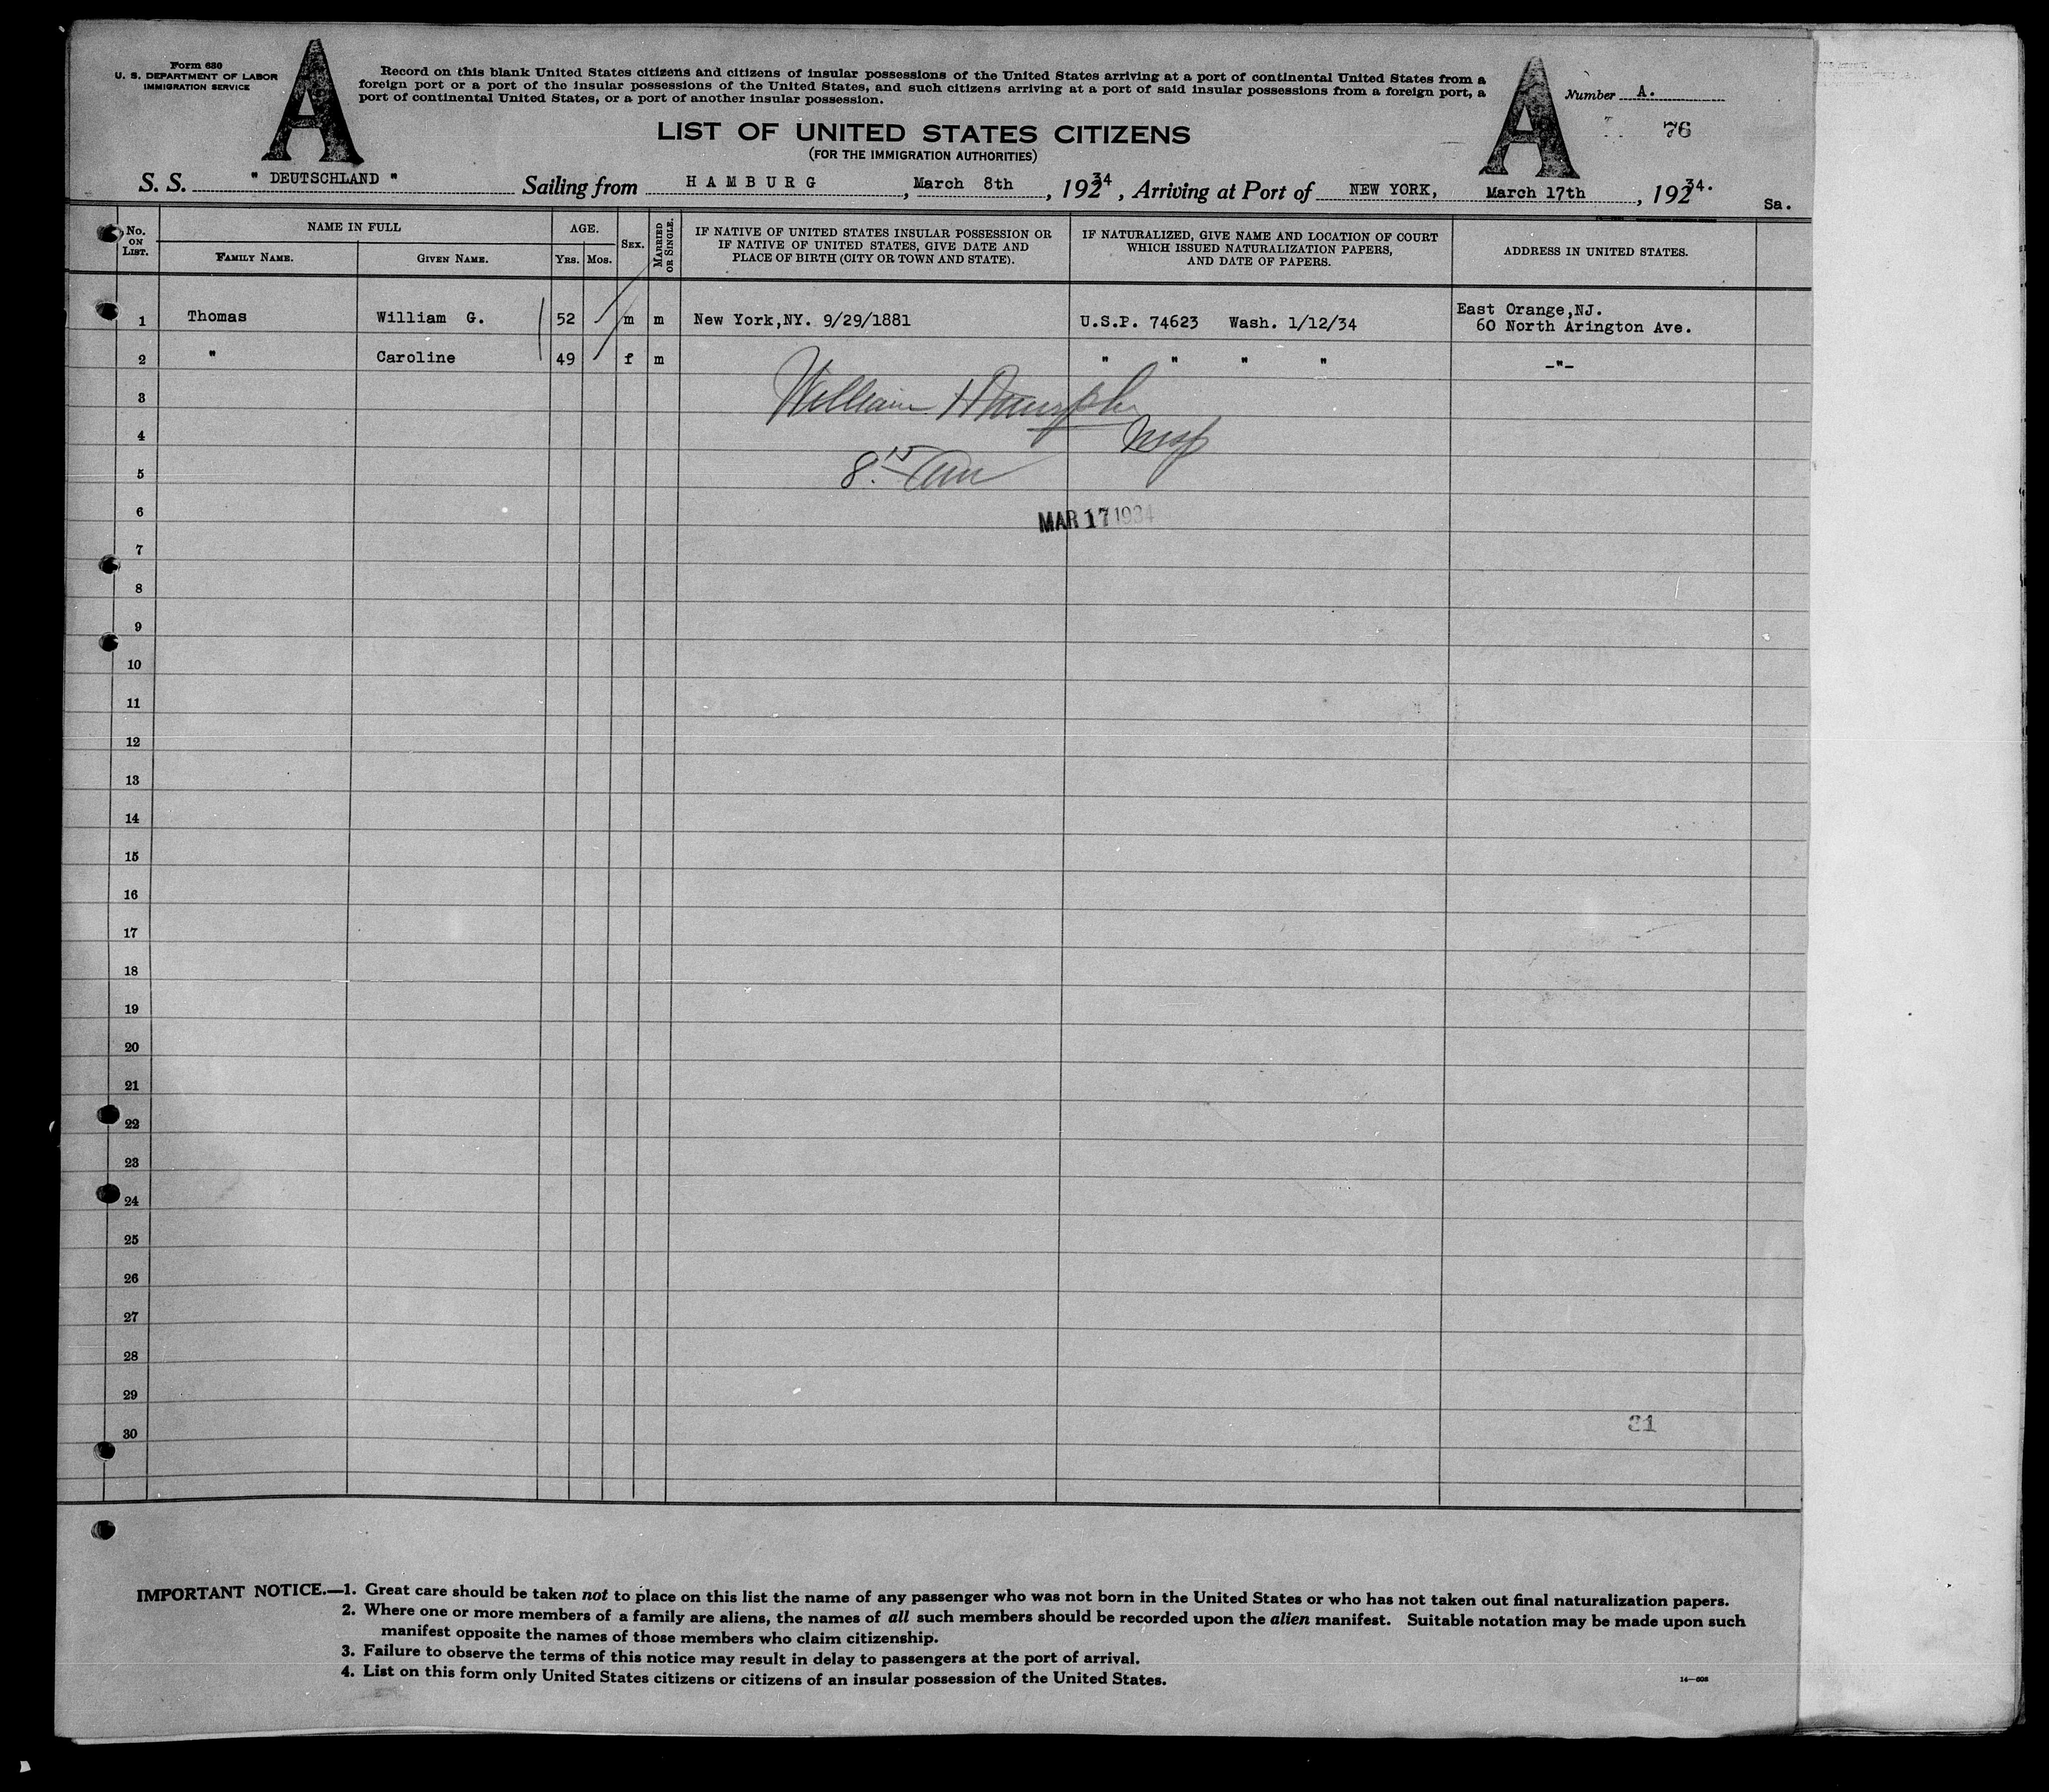 Form 630
U. S. DEPARTMENT OF LABOR
IMMIGRATION SERVICE
A
Record on this blank United States citizens and citizens of insular possessions of the United States arriving at a port of continental United States from a
foreign port or a port of the insular possessions of the United States, and such citizens arriving at a port of said insular possessions from a foreign port, a
port of continental United States, or a port of another insular possession.
A
Number A.
76
LIST OF UNITED STATES CITIZENS
(FOR THE IMMIGRATION AUTHORITIES)
S. S. " DEUTSCHLAND " Sailing from HAMBURG, March 8th, 19234, Arriving at Port of NEW YORK, March 17th, 19234.
Sa.
No. ON LIST.
NAME IN FULL
FAMILY NAME.
GIVEN NAME.
AGE.
YRS. MOS.
SEX.
MARRIED OR SINGLE.
IF NATIVE OF UNITED STATES INSULAR POSSESSION OR
IF NATIVE OF UNITED STATES, GIVE DATE AND
PLACE OF BIRTH (CITY OR TOWN AND STATE).
IF NATURALIZED, GIVE NAME AND LOCATION OF COURT
WHICH ISSUED NATURALIZATION PAPERS,
AND DATE OF PAPERS.
ADDRESS IN UNITED STATES.
1 Thomas William G. 52 m m New York,NY. 9/29/1881 U.S.P. 74623 Wash. 1/12/34 East Orange,NJ.
60 North Arington Ave.
2 " Caroline 49 f m " " " " -"-
3
William H Murphy
4
5
8
6
MAR 17 1934
7
8
9
10
11
12
13
14
15
16
17
18
19
20
21
22
23
24
25
26
27
28
29
30
31
IMPORTANT NOTICE.—1. Great care should be taken not to place on this list the name of any passenger who was not born in the United States or who has not taken out final naturalization papers.
2. Where one or more members of a family are aliens, the names of all such members should be recorded upon the alien manifest. Suitable notation may be made upon such
manifest opposite the names of those members who claim citizenship.
3. Failure to observe the terms of this notice may result in delay to passengers at the port of arrival.
4. List on this form only United States citizens or citizens of an insular possession of the United States.
14—608